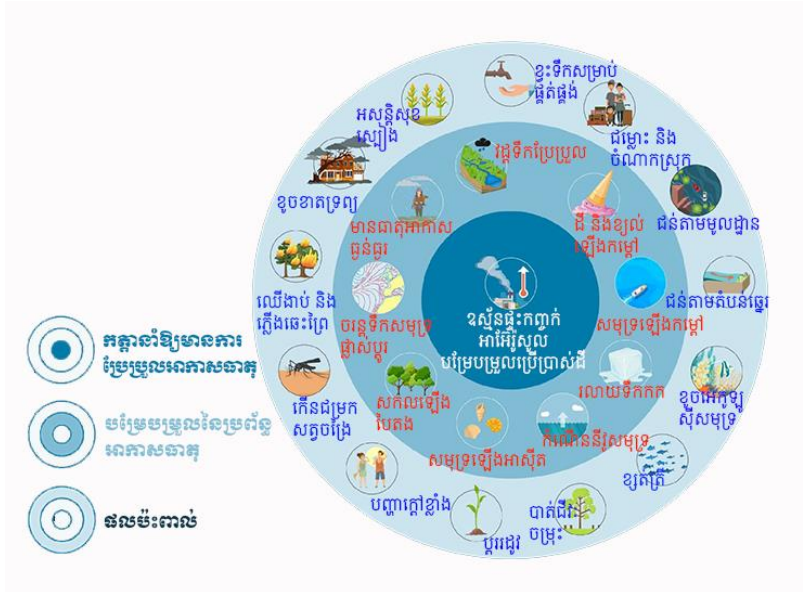 ខ្វះទឹកសម្រាប់
ផ្គត់ផ្គង់
អសន្តិសុខ
ស្បៀង
ជម្លោះ និង
ចំណាកស្រុក
វដ្តទឹកប្រែប្រួល
ខូចខាតទ្រព្យ
មានធាតុអាកាស
ធ្ងន់ធ្ងរ
ដី និងខ្យល់
ឡើងកម្តៅ
ជន់តាមមូលដ្ឋាន
ឈើងាប់ និង
ភ្លើងឆេះព្រៃ
ចរន្តទឹកសមុទ្រ
ផ្លាស់ប្តូរ
ឧស្ម័នផ្ទះកញ្ចក់
អាអែរ៉ូសូល
បម្រែបម្រួលប្រើប្រាស់ដី
សមុទ្រឡើងកម្តៅ
ជន់តាមតំបន់ឆ្នេរ
កត្តានាំឱ្យមានការ
ប្រែប្រួលអាកាសធាតុ
កើនជម្រក
សត្វចង្រៃ
សកលឡើង
បៃតង
រលាយទឹកកក
ខូចអេកូឡូ
ស៊ីសមុទ្រ
បម្រែបម្រួលនៃប្រព័ន្ធ
អាកាសធាតុ
សមុទ្រឡើងអាស៊ីត
កំណើននីវ៉ូសមុទ្រ
ខ្សត់ត្រី
បញ្ហាក្តៅខ្លាំង
ប្តូររដូវ
បាត់ជីវៈ
ចម្រុះ
ផលប៉ះពាល់